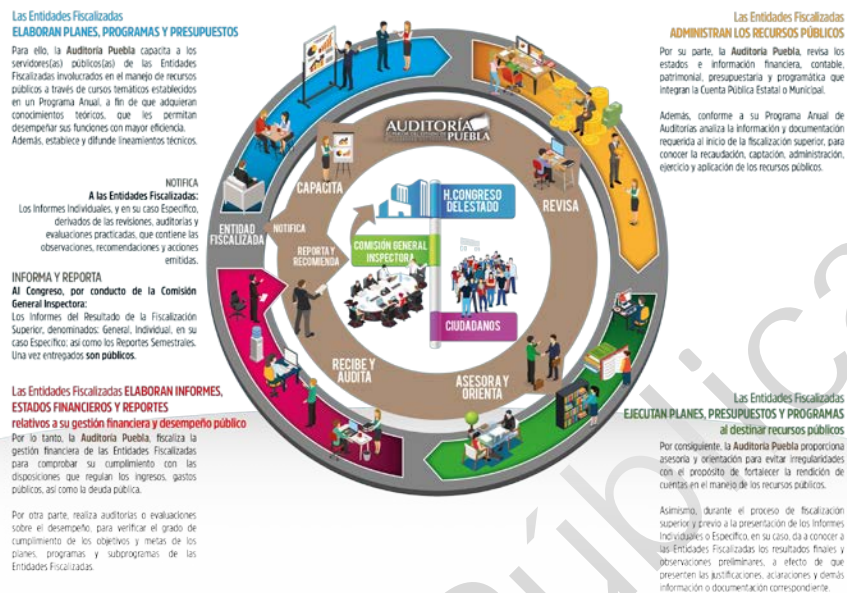 Las Entidades Fiscalizadas
ELABORAN PLANES, PROGRAMAS Y PRESUPUESTOS
Para ello, la Auditoría Puebla capacita a los
servidores(as) públicos(as) de las Entidades
Fiscalizadas involucrados en el manejo de recursos
públicos a través de cursos temáticos establecidos
en un Programa Anual, a fin de que adquieran
conocimientos teóricos, que les permitan
desempeñar sus funciones con mayor eficiencia.
Además, establece y difunde lineamientos técnicos.
NOTIFICA
A las Entidades Fiscalizadas:
Los Informes Individuales, y en su caso Específico,
derivados de las revisiones, auditorías y
evaluaciones practicadas, que contiene las
observaciones, recomendaciones y acciones
emitidas.
INFORMA Y REPORTA
Al Congreso, por conducto de la Comisión
General Inspectora:
Los Informes del Resultado de la Fiscalización
Superior, denominados: General, Individual, en su
caso Específico; así como los Reportes Semestrales.
Una vez entregados son públicos.
Las Entidades Fiscalizadas ELABORAN INFORMES,
ESTADOS FINANCIEROS Y REPORTES
relativos a su gestión financiera y desempeño público
Por lo tanto, la Auditoría Puebla, fiscaliza la
gestión financiera de las Entidades Fiscalizadas
para comprobar su cumplimiento con las
disposiciones que regulan los ingresos, gastos
públicos, así como la deuda pública.
Por otra parte, realiza auditorías o evaluaciones
sobre el desempeño, para verificar el grado de
cumplimiento de los objetivos y metas de los
planes, programas y subprogramas de las
Entidades Fiscalizadas.
AUDITORÍA
PUEBLA
CAPACITA
REVISA
H. CONGRESO
DEL ESTADO
ENTIDAD
FISCALIZADA
NOTIFICA
REPORTA Y
RECOMIENDA
COMISIÓN GENERAL
INSPECTORA
CIUDADANOS
RECIBE Y
AUDITA
ASESORA Y
ORIENTA
Las Entidades Fiscalizadas
ADMINISTRAN LOS RECURSOS PÚBLICOS
Por su parte, la Auditoría Puebla, revisa los
estados e información financiera, contable,
patrimonial, presupuestaria y programática que
integran la Cuenta Pública Estatal o Municipal.
Además, conforme a su Programa Anual de
Auditorías analiza la información y documentación
requerida al inicio de la fiscalización superior, para
conocer la recaudación, captación, administración,
ejercicio y aplicación de los recursos públicos.
Las Entidades Fiscalizadas
EJECUTAN PLANES, PRESUPUESTOS Y PROGRAMAS
al destinar recursos públicos
Por consiguiente, la Auditoría Puebla proporciona
asesoría y orientación para evitar irregularidades
con el propósito de fortalecer la rendición de
cuentas en el manejo de los recursos públicos.
Asimismo, durante el proceso de fiscalización
superior y previo a la presentación de los Informes
Individuales o Específico, en su caso, da a conocer a
las Entidades Fiscalizadas los resultados finales y
observaciones preliminares, a efecto de que
presenten las justificaciones, aclaraciones y demás
información o documentación correspondiente.